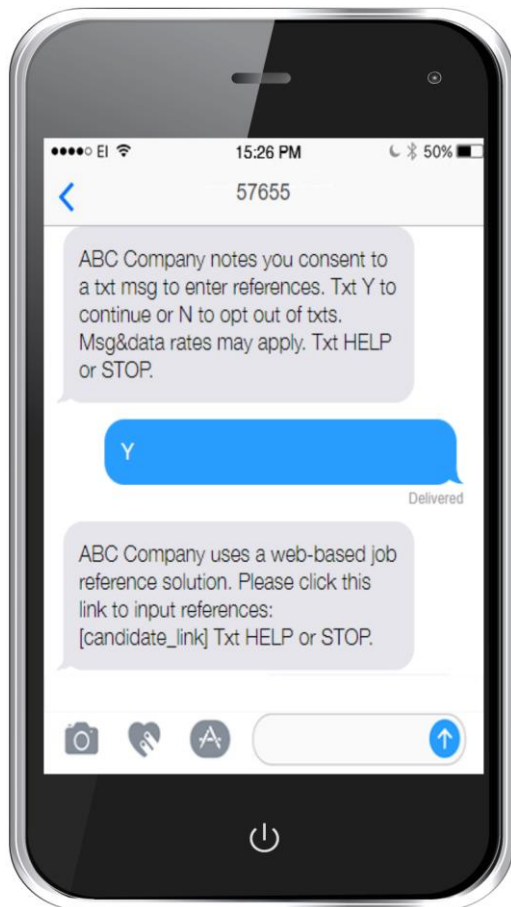 ●●●●○ EI 15:26 PM 50%
57655
ABC Company notes you consent to
a txt msg to enter references. Txt Y to
continue or N to opt out of txts.
Msg&data rates may apply. Txt HELP
or STOP.
Y
Delivered
ABC Company uses a web-based job
reference solution. Please click this
link to input references:
[candidate_link] Txt HELP or STOP.